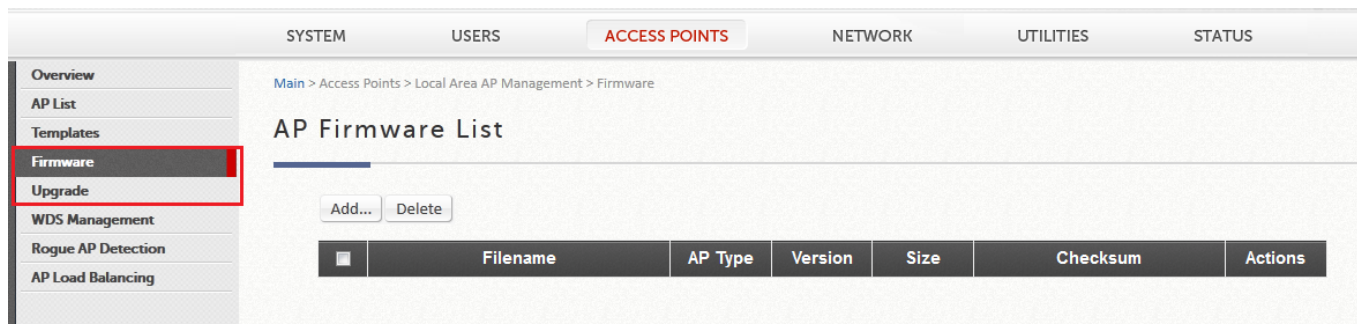 SYSTEM USERS ACCESS POINTS NETWORK UTILITIES STATUS
Overview
AP List
Templates
Firmware
Upgrade
WDS Management
Rogue AP Detection
AP Load Balancing
Main > Access Points > Local Area AP Management > Firmware
AP Firmware List
Add... Delete
Filename AP Type Version Size Checksum Actions